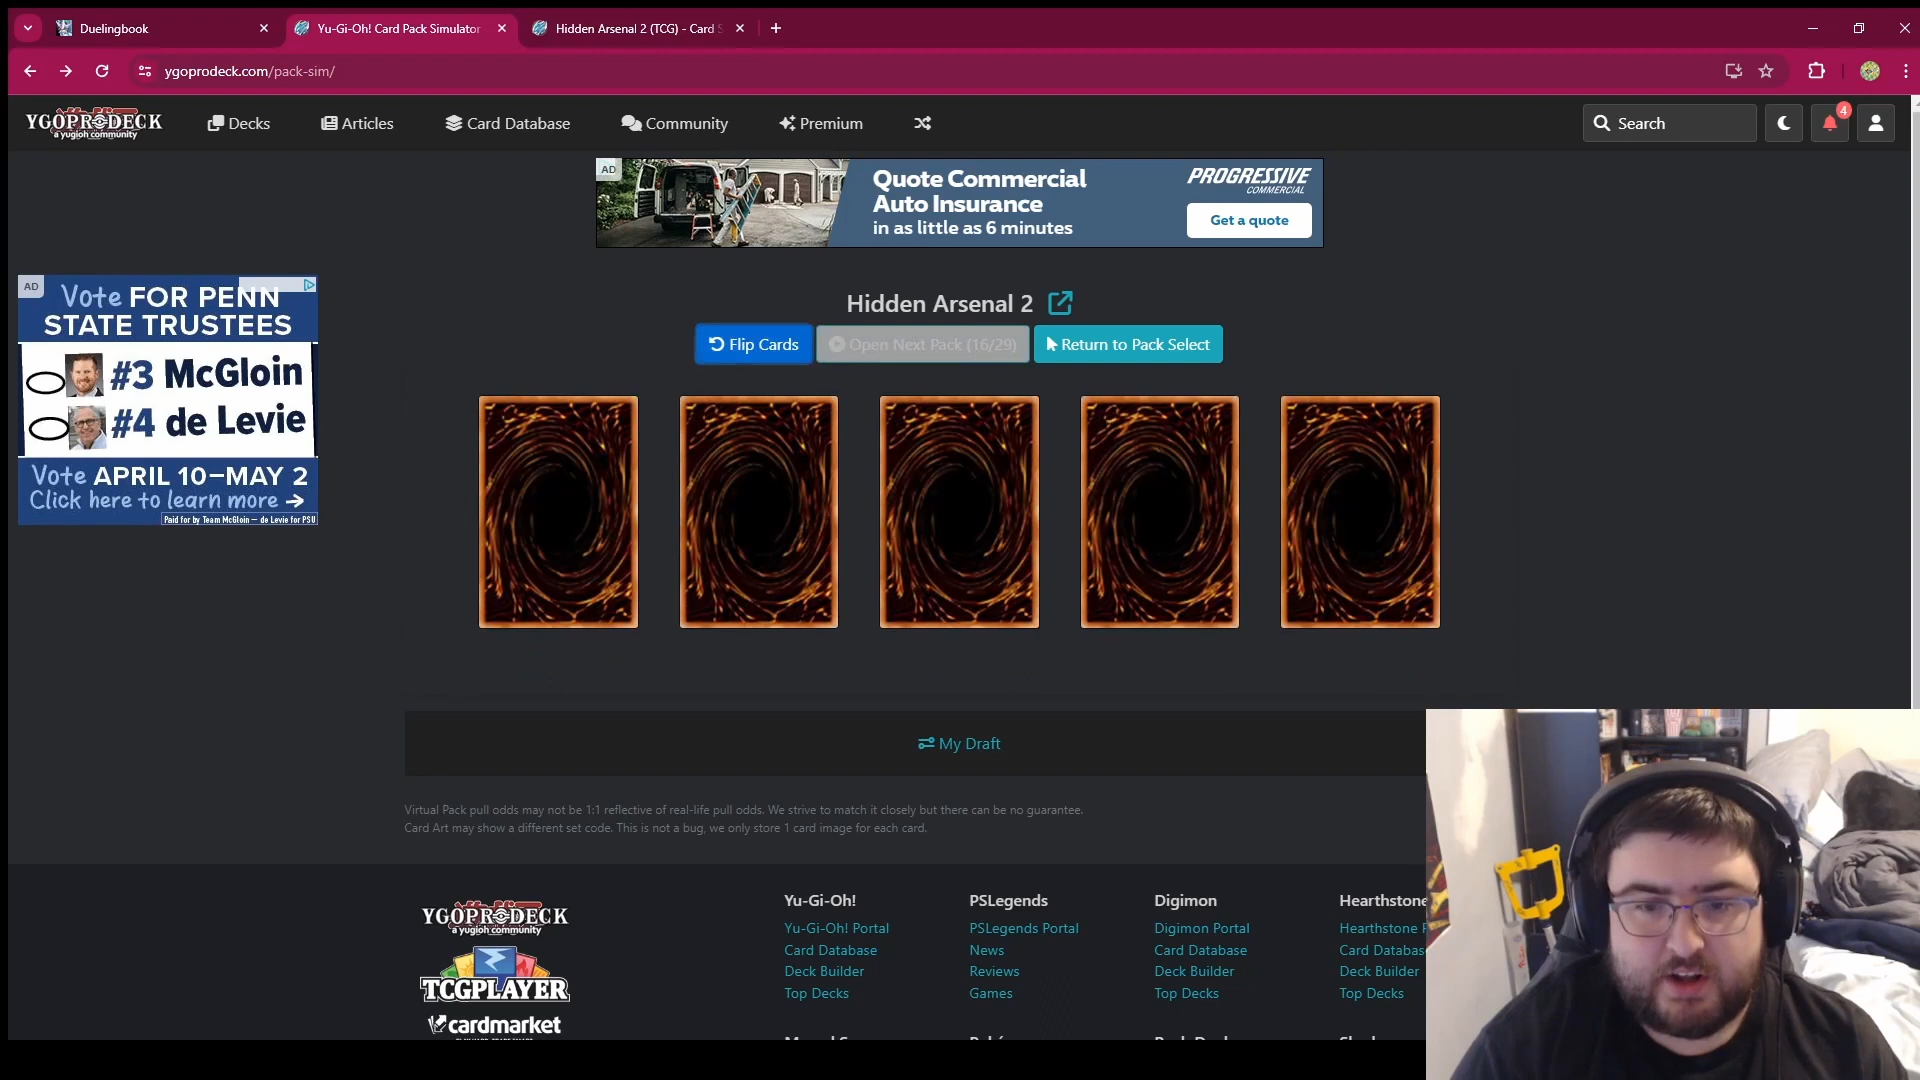 Duelingbook
Yu-Gi-Oh! Card Pack Simulator
Hidden Arsenal 2 (TCG) - Card S
ygoprodeck.com/pack-sim/
YGOPRODECK
a yugioh community
Decks
Articles
Card Database
Community
Premium
Search
4
AD
Quote Commercial
Auto Insurance
in as little as 6 minutes
PROGRESSIVE
COMMERCIAL
Get a quote
AD
Vote FOR PENN
STATE TRUSTEES
#3 McGloin
#4 de Levie
Vote APRIL 10–MAY 2
Click here to learn more →
Paid for by Team McGloin — de Levie for PSU
Hidden Arsenal 2
Flip Cards
Open Next Pack (16/29)
Return to Pack Select
My Draft
Virtual Pack pull odds may not be 1:1 reflective of real-life pull odds. We strive to match it closely but there can be no guarantee.
Card Art may show a different set code. This is not a bug, we only store 1 card image for each card.
YGOPRODECK
a yugioh community
TCGPLAYER
cardmarket
Yu-Gi-Oh!
Yu-Gi-Oh! Portal
Card Database
Deck Builder
Top Decks
PSLegends
PSLegends Portal
News
Reviews
Games
Digimon
Digimon Portal
Card Database
Deck Builder
Top Decks
Hearthstone
Hearthstone P
Card Databas
Deck Builder
Top Decks